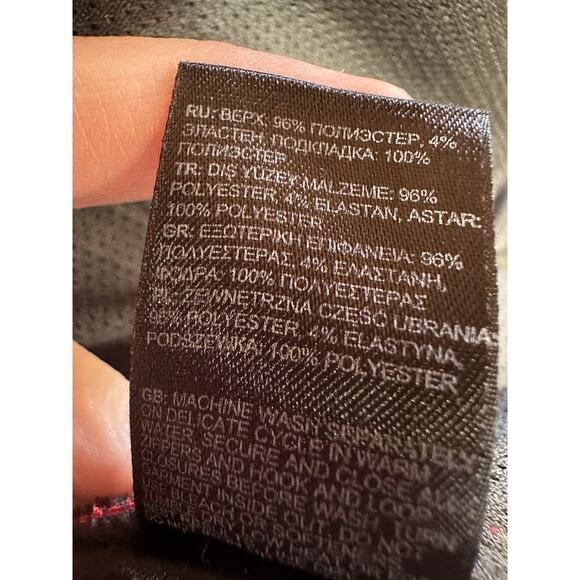 RU: ВЕРХ: 96% ПОЛИЭСТЕР, 4%
ЭЛАСТЕН, ПОДКЛАДКА: 100%
ПОЛИЭСТЕР
TR: DIS YUZEY MALZEME: 96%
POLYESTER, 4% ELASTAN, ASTAR:
100% POLYESTER
GR: ΕΞΩΤΕΡΙΚΗ ΕΠΙΦΑΝΕΙΑ: 96%
ΠΟΛΥΕΣΤΕΡΑΣ, 4% ΕΛΑΣΤΑΝΗ,
ΦΟΔΡΑ: 100% ΠΟΛΥΕΣΤΕΡΑΣ
PL: ZEWNETRZNA CZESC UBRANIA:
96% POLYESTER, 4% ELASTYNA,
PODSZEWKA: 100% POLYESTER
GB: MACHINE WASH SEPARATELY
ON DELICATE CYCLE IN WARM
WATER, SECURE AND CLOSE ALL
ZIPPERS AND HOOK AND LOOP
CLOSURES BEFORE WASH, TURN
GARMENT INSIDE OUT, DO NOT